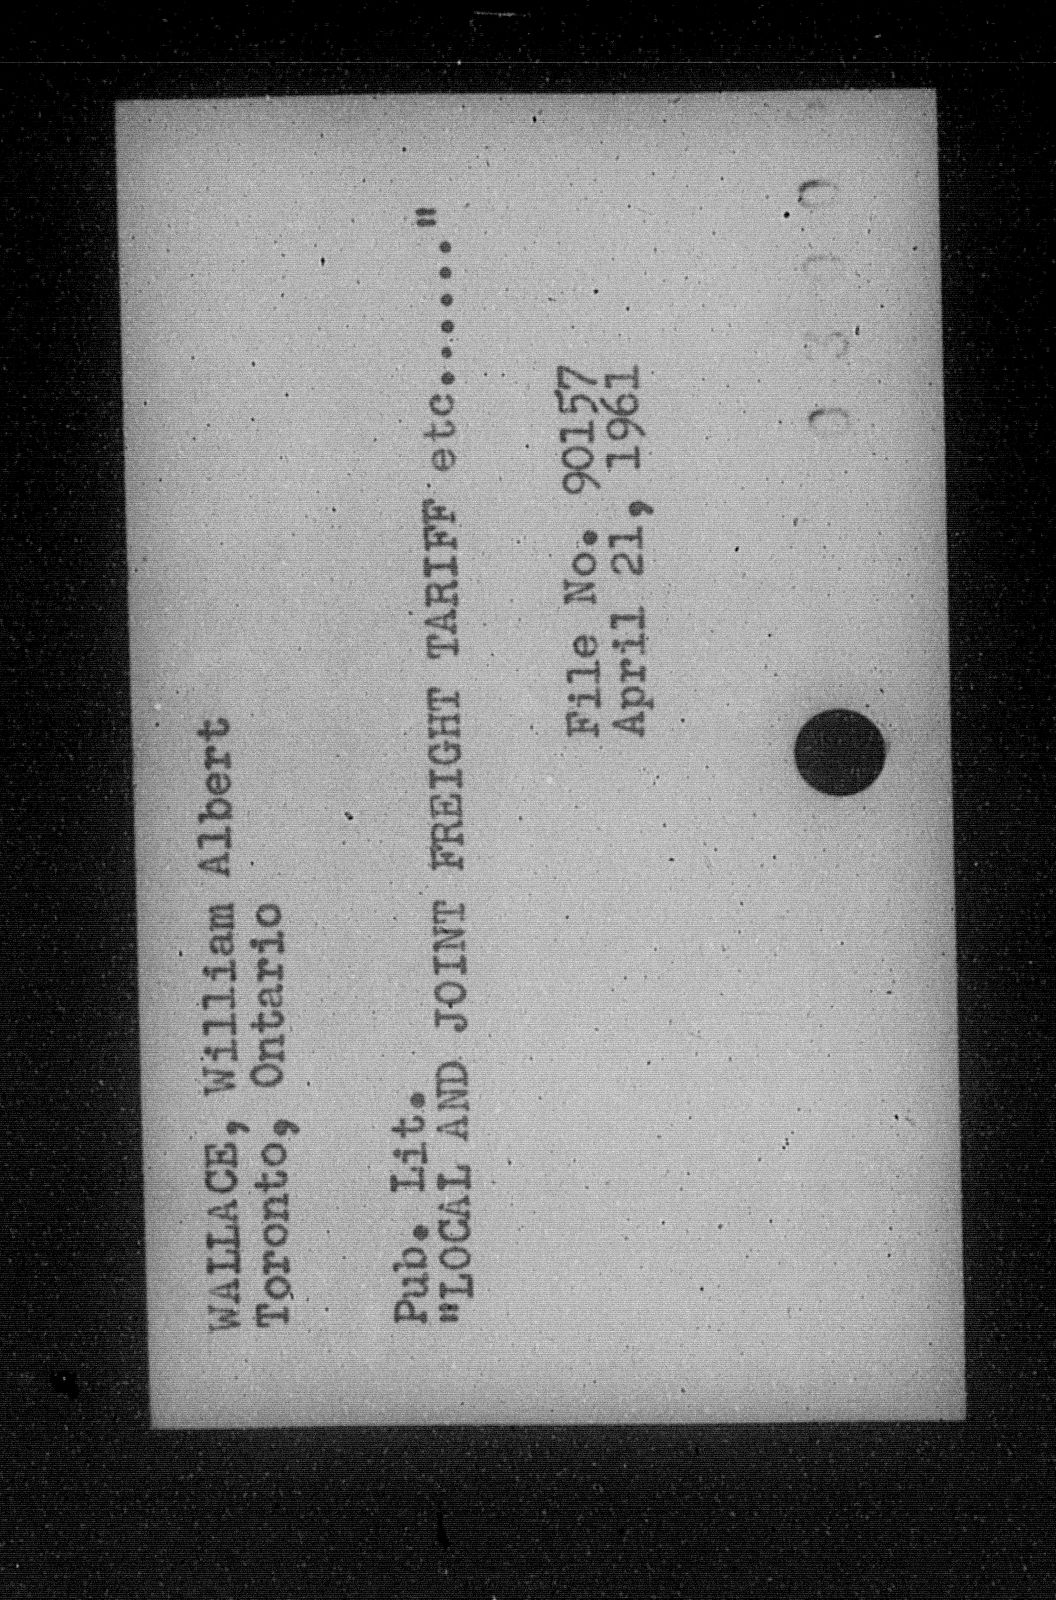 WALLACE, William Albert
Toronto, Ontario
Pub. Lit.
"LOCAL AND JOINT FREIGHT TARIFF etc......."
File No. 90157
April 21, 1961